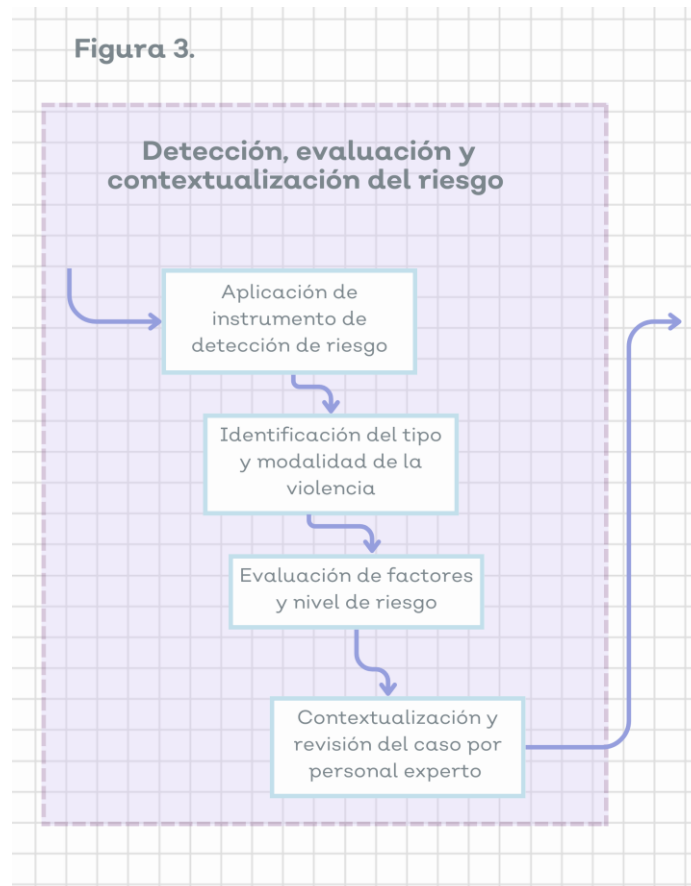 Figura 3.
Detección, evaluación y
contextualización del riesgo
Aplicación de
instrumento de
detección de riesgo
Identificación del tipo
y modalidad de la
violencia
Evaluación de factores
y nivel de riesgo
Contextualización y
revisión del caso por
personal experto